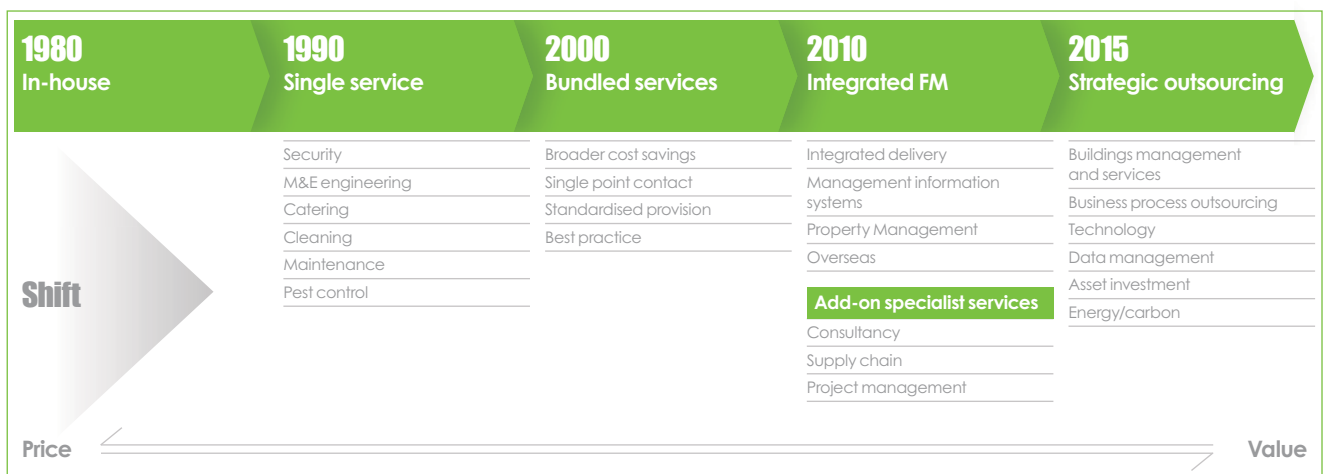 1980
In-house
1990
Single service
2000
Bundled services
2010
Integrated FM
2015
Strategic outsourcing
Shift
Security
M&E engineering
Catering
Cleaning
Maintenance
Pest control
Broader cost savings
Single point contact
Standardised provision
Best practice
Integrated delivery
Management information
systems
Property Management
Overseas
Add-on specialist services
Consultancy
Supply chain
Project management
Buildings management
and services
Business process outsourcing
Technology
Data management
Asset investment
Energy/carbon
Price
Value